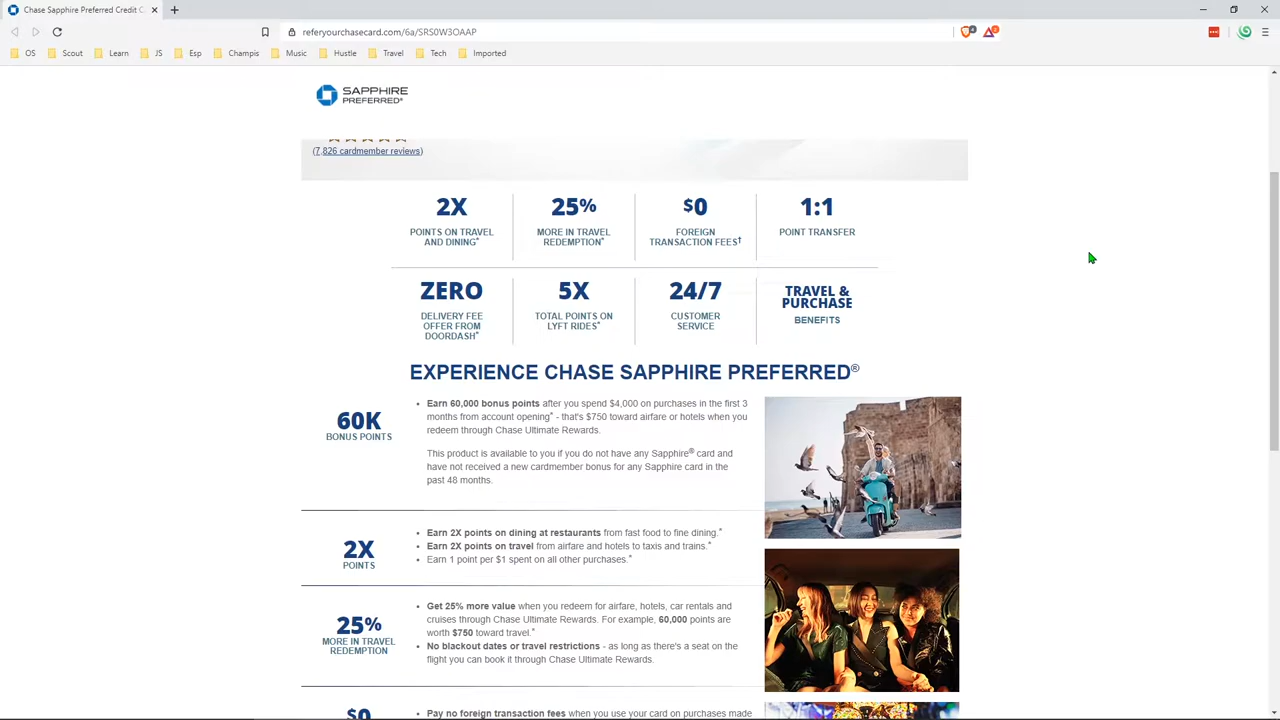 Chase Sapphire Preferred Credit C
referyourchasecard.com/6a/SRS0W3OAAP
OS Scout Learn JS Esp Champis Music Hustle Travel Tech Imported
SAPPHIRE
PREFERRED®
(7,826 cardmember reviews)
2X 25% $0 1:1
POINTS ON TRAVEL MORE IN TRAVEL FOREIGN POINT TRANSFER
AND DINING* REDEMPTION* TRANSACTION FEES†
ZERO 5X 24/7 TRAVEL &
PURCHASE
DELIVERY FEE TOTAL POINTS ON CUSTOMER BENEFITS
OFFER FROM LYFT RIDES* SERVICE
DOORDASH*
EXPERIENCE CHASE SAPPHIRE PREFERRED®
60K
BONUS POINTS
• Earn 60,000 bonus points after you spend $4,000 on purchases in the first 3
months from account opening* - that's $750 toward airfare or hotels when you
redeem through Chase Ultimate Rewards.
This product is available to you if you do not have any Sapphire® card and
have not received a new cardmember bonus for any Sapphire card in the
past 48 months.
2X
POINTS
• Earn 2X points on dining at restaurants from fast food to fine dining.*
• Earn 2X points on travel from airfare and hotels to taxis and trains.*
• Earn 1 point per $1 spent on all other purchases.*
25%
MORE IN TRAVEL
REDEMPTION
• Get 25% more value when you redeem for airfare, hotels, car rentals and
cruises through Chase Ultimate Rewards. For example, 60,000 points are
worth $750 toward travel.*
• No blackout dates or travel restrictions - as long as there's a seat on the
flight you can book it through Chase Ultimate Rewards.
$0
• Pay no foreign transaction fees when you use your card on purchases made